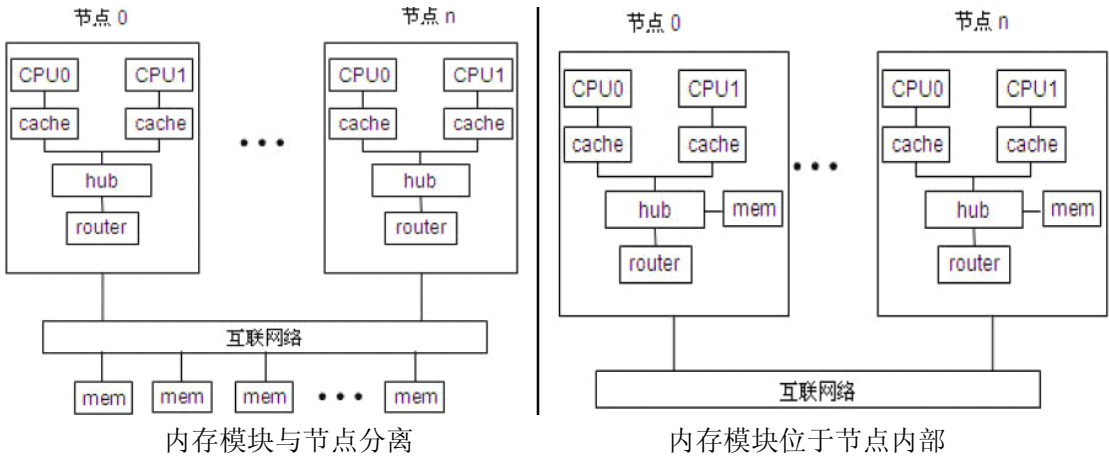 节点 0
节点 n
CPU0
CPU1
cache
cache
hub
router
•••
CPU0
CPU1
cache
cache
hub
router
互联网络
mem
mem
mem
•••
mem
内存模块与节点分离
节点 0
节点 n
CPU0
CPU1
cache
cache
hub
mem
router
•••
CPU0
CPU1
cache
cache
hub
mem
router
互联网络
内存模块位于节点内部